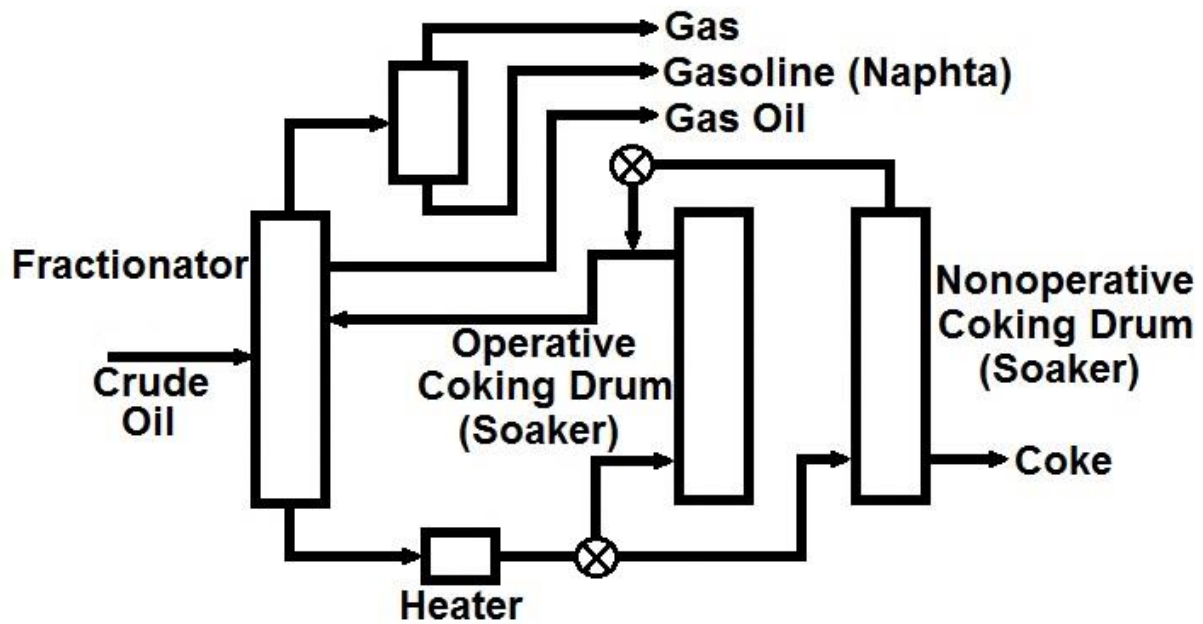 Gas
Gasoline (Naphta)
Gas Oil
Fractionator
Crude
Oil
Operative
Coking Drum
(Soaker)
Nonoperative
Coking Drum
(Soaker)
Coke
Heater